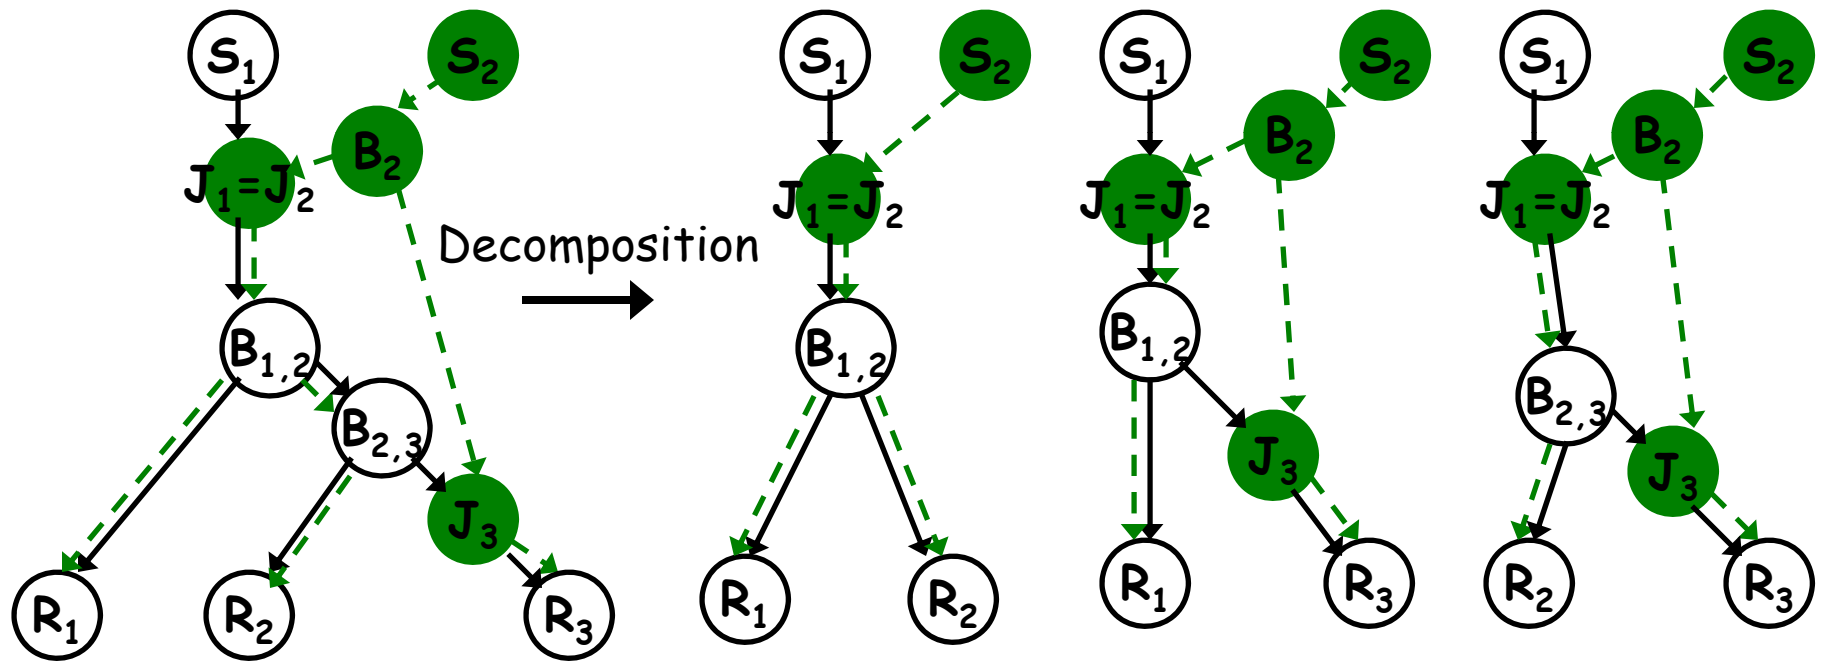 S1 S2 S1 S2 S1 S2 S1 S2
B2 B2 B2
J1=J2 J1=J2 J1=J2 J1=J2
Decomposition
B1,2 B1,2 B1,2
B2,3 B2,3
J3 J3 J3
R1 R2 R3 R1 R2 R1 R3 R2 R3